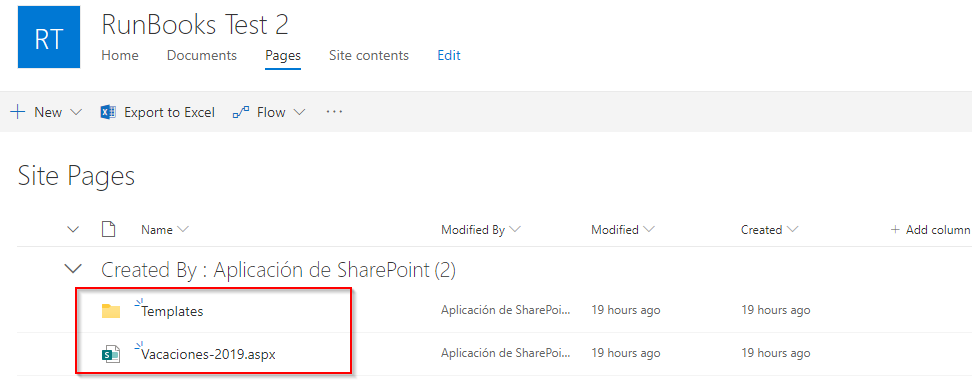 RT
RunBooks Test 2
Home Documents Pages Site contents Edit
+ New Export to Excel Flow ...
Site Pages
Name Modified By Modified Created + Add column
Created By : Aplicación de SharePoint (2)
Templates Aplicación de SharePoi... 19 hours ago 19 hours ago
Vacaciones-2019.aspx Aplicación de SharePoi... 19 hours ago 19 hours ago